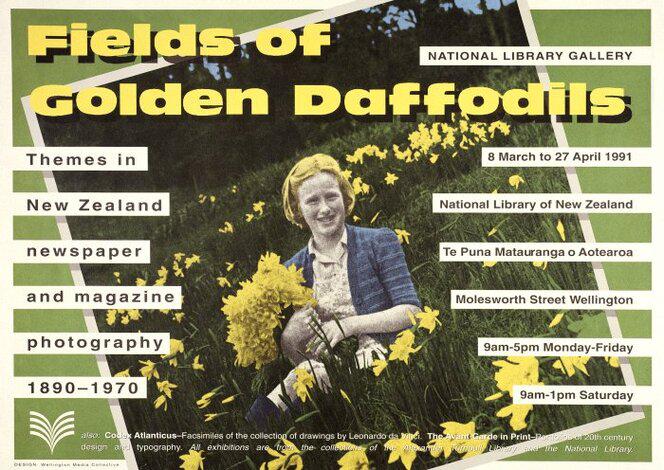 Fields of
Golden Daffodils
NATIONAL LIBRARY GALLERY
Themes in
New Zealand
newspaper
and magazine
photography
1890–1970
8 March to 27 April 1991
National Library of New Zealand
Te Puna Matauranga o Aotearoa
Molesworth Street Wellington
9am-5pm Monday-Friday
9am-1pm Saturday
also: Codex Atlanticus–Facsimiles of the collection of drawings by Leonardo da Vinci. The Avant Garde in Print– of 20th century
design and typography. All exhibitions are from the collections of the Alexander Turnbull Library and the National Library.
DESIGN: Wellington Media Collective